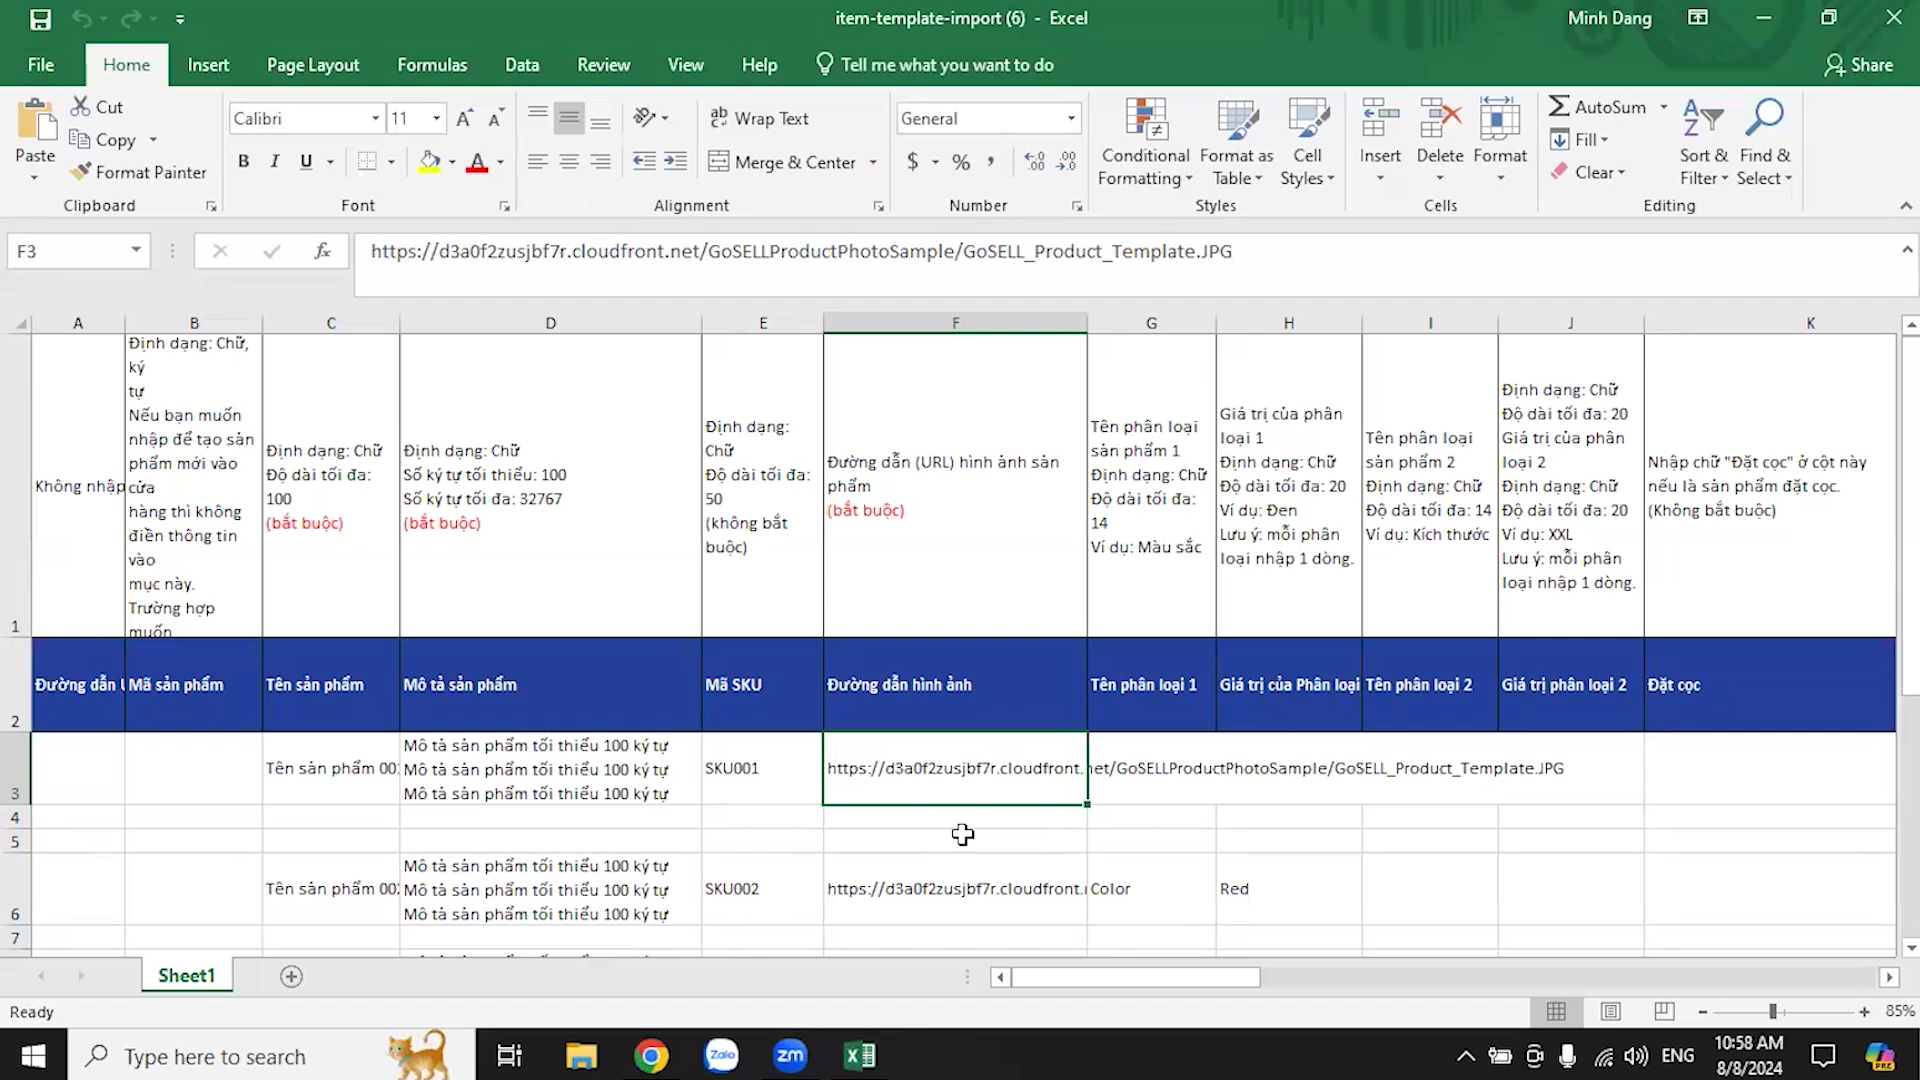 item-template-import (6) - Excel
Minh Dang
File
Home
Insert
Page Layout
Formulas
Data
Review
View
Help
Tell me what you want to do
Share
Paste
Cut
Copy
Format Painter
Clipboard
Calibri
11
B I U
Font
Wrap Text
Merge & Center
Alignment
General
$ % ,
Number
Conditional
Formatting
Format as
Table
Cell
Styles
Styles
Insert
Delete
Format
Cells
AutoSum
Fill
Clear
Sort &
Filter
Find &
Select
Editing
F3
fx
https://d3a0f2zusjbf7r.cloudfront.net/GoSELLProductPhotoSample/GoSELL_Product_Template.JPG
A B C D E F G H I J K
1
Không nhập
Định dạng: Chữ,
ký
tự
Nếu bạn muốn
nhập để tạo sản
phẩm mới vào
cửa
hàng thì không
điền thông tin
vào
mục này.
Trường hợp
muốn
Định dạng: Chữ
Độ dài tối đa:
100
(bắt buộc)
Định dạng: Chữ
Số ký tự tối thiểu: 100
Số ký tự tối đa: 32767
(bắt buộc)
Định dạng:
Chữ
Độ dài tối đa:
50
(không bắt
buộc)
Đường dẫn (URL) hình ảnh sản
phẩm
(bắt buộc)
Tên phân loại
sản phẩm 1
Định dạng: Chữ
Độ dài tối đa:
14
Ví dụ: Màu sắc
Giá trị của phân
loại 1
Định dạng: Chữ
Độ dài tối đa: 20
Ví dụ: Đen
Lưu ý: mỗi phân
loại nhập 1 dòng.
Tên phân loại
sản phẩm 2
Định dạng: Chữ
Độ dài tối đa: 14
Ví dụ: Kích thước
Định dạng: Chữ
Độ dài tối đa: 20
Giá trị của phân
loại 2
Định dạng: Chữ
Độ dài tối đa: 20
Ví dụ: XXL
Lưu ý: mỗi phân
loại nhập 1 dòng.
Nhập chữ "Đặt cọc" ở cột này
nếu là sản phẩm đặt cọc.
(Không bắt buộc)
2
Đường dẫn
Mã sản phẩm
Tên sản phẩm
Mô tả sản phẩm
Mã SKU
Đường dẫn hình ảnh
Tên phân loại 1
Giá trị của Phân loại
Tên phân loại 2
Giá trị phân loại 2
Đặt cọc
3
Tên sản phẩm 00
Mô tả sản phẩm tối thiểu 100 ký tự
Mô tả sản phẩm tối thiểu 100 ký tự
Mô tả sản phẩm tối thiểu 100 ký tự
SKU001
https://d3a0f2zusjbf7r.cloudfront.net/GoSELLProductPhotoSample/GoSELL_Product_Template.JPG
4
5
6
Tên sản phẩm 00
Mô tả sản phẩm tối thiểu 100 ký tự
Mô tả sản phẩm tối thiểu 100 ký tự
Mô tả sản phẩm tối thiểu 100 ký tự
SKU002
https://d3a0f2zusjbf7r.cloudfront.
Color
Red
7
Sheet1
Ready
85%
Type here to search
Zalo
zm
ENG
10:58 AM
8/8/2024